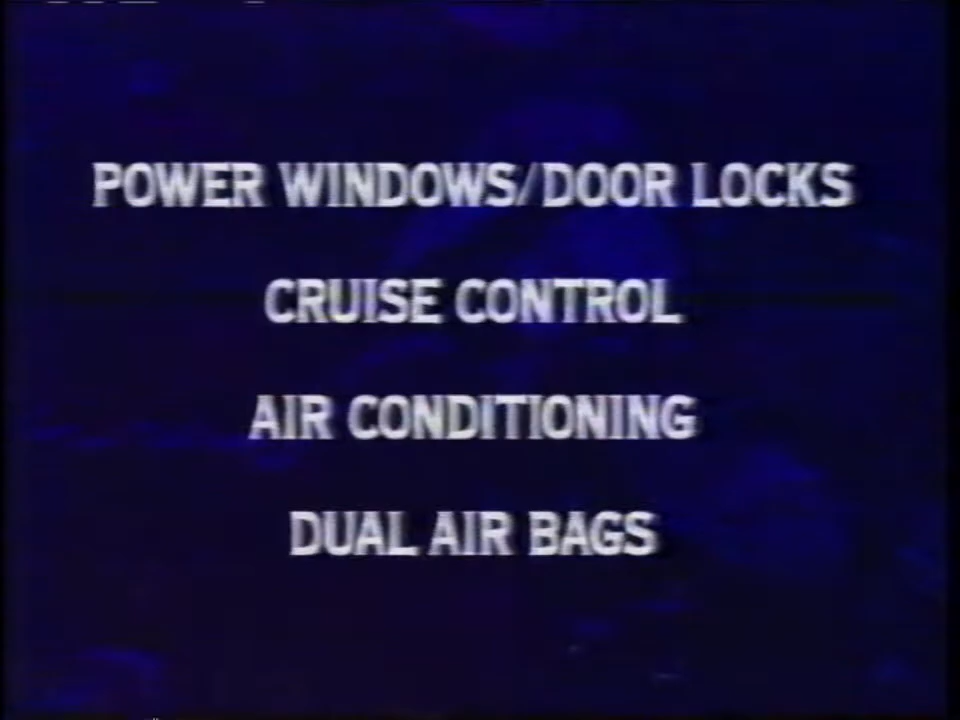 POWER WINDOWS/DOOR LOCKS
CRUISE CONTROL
AIR CONDITIONING
DUAL AIR BAGS